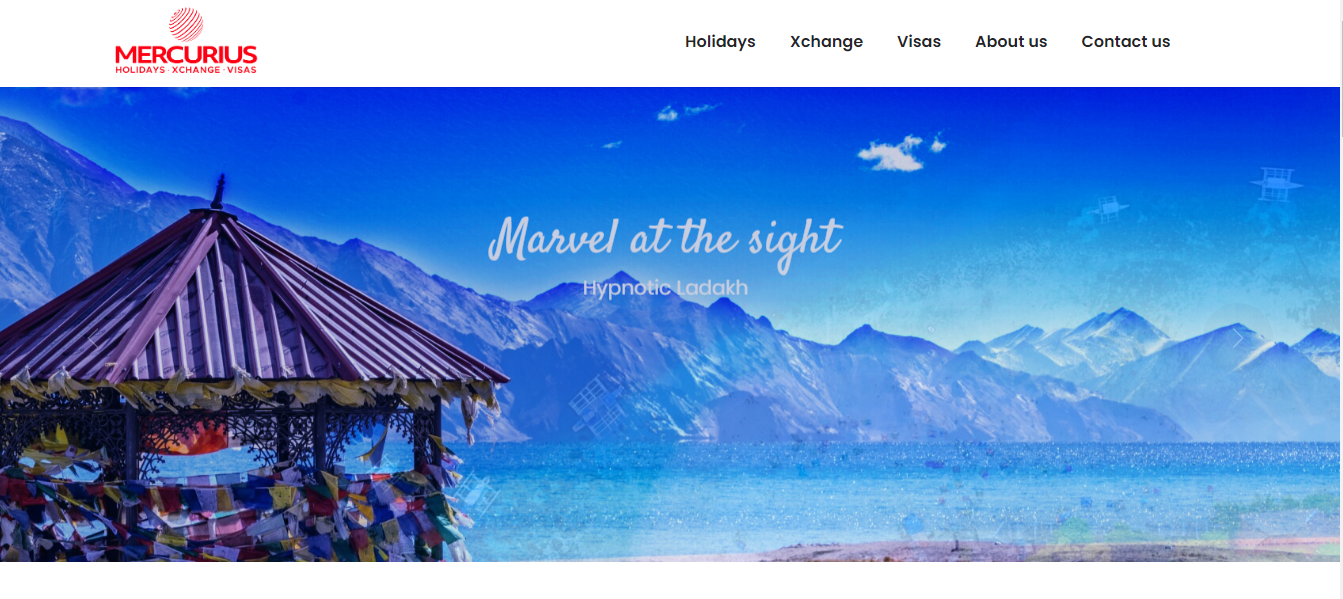 MERCURIUS
HOLIDAYS · XCHANGE · VISAS
Holidays Xchange Visas About us Contact us
Marvel at the sight
Hypnotic Ladakh